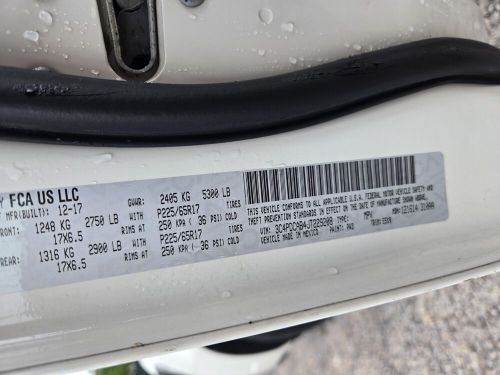 FCA US LLC
MFR(BUILT): 12-17 GVWR: 2405 KG 5300 LB
FRONT: 1248 KG 2750 LB TIRES P225/65R17
17X6.5 RIMS AT 250 KPA ( 36 PSI) COLD
REAR: 1316 KG 2900 LB TIRES P225/65R17
17X6.5 RIMS AT 250 KPA ( 36 PSI) COLD
THIS VEHICLE CONFORMS TO ALL APPLICABLE U.S.A. FEDERAL MOTOR VEHICLE SAFETY AND
THEFT PREVENTION STANDARDS IN EFFECT ON THE DATE OF MANUFACTURE SHOWN ABOVE.
VIN: TYPE: MPV
VEHICLE MADE IN MEXICO PAINT: TRIM: